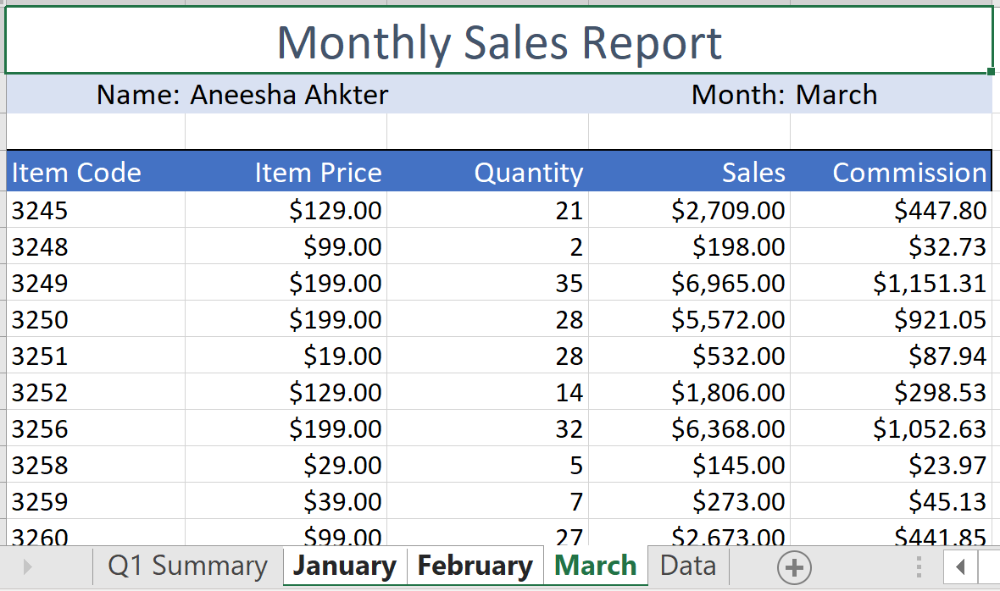 Monthly Sales Report
Name: Aneesha Ahkter Month: March
Item Code Item Price Quantity Sales Commission
3245 $129.00 21 $2,709.00 $447.80
3248 $99.00 2 $198.00 $32.73
3249 $199.00 35 $6,965.00 $1,151.31
3250 $199.00 28 $5,572.00 $921.05
3251 $19.00 28 $532.00 $87.94
3252 $129.00 14 $1,806.00 $298.53
3256 $199.00 32 $6,368.00 $1,052.63
3258 $29.00 5 $145.00 $23.97
3259 $39.00 7 $273.00 $45.13
3260 $99.00 27 $2,673.00 $441.85
Q1 Summary January February March Data